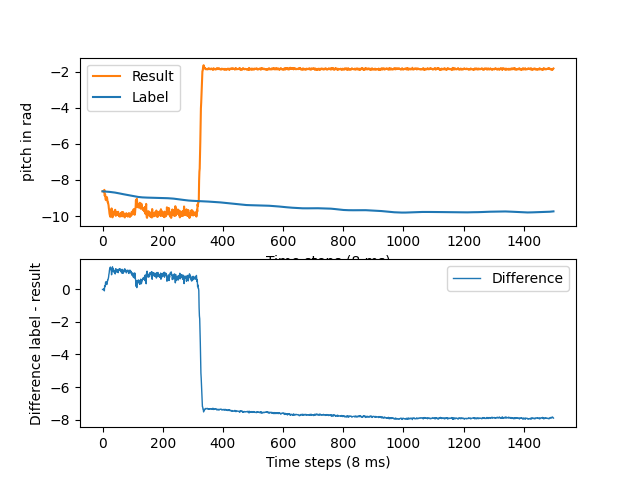 −2
−4
−6
−8
−10
pitch in rad
Result
Label
0 200 400 600 800 1000 1200 1400
Time steps (8 ms)
0
−2
−4
−6
−8
Difference label - result
Difference
0 200 400 600 800 1000 1200 1400
Time steps (8 ms)